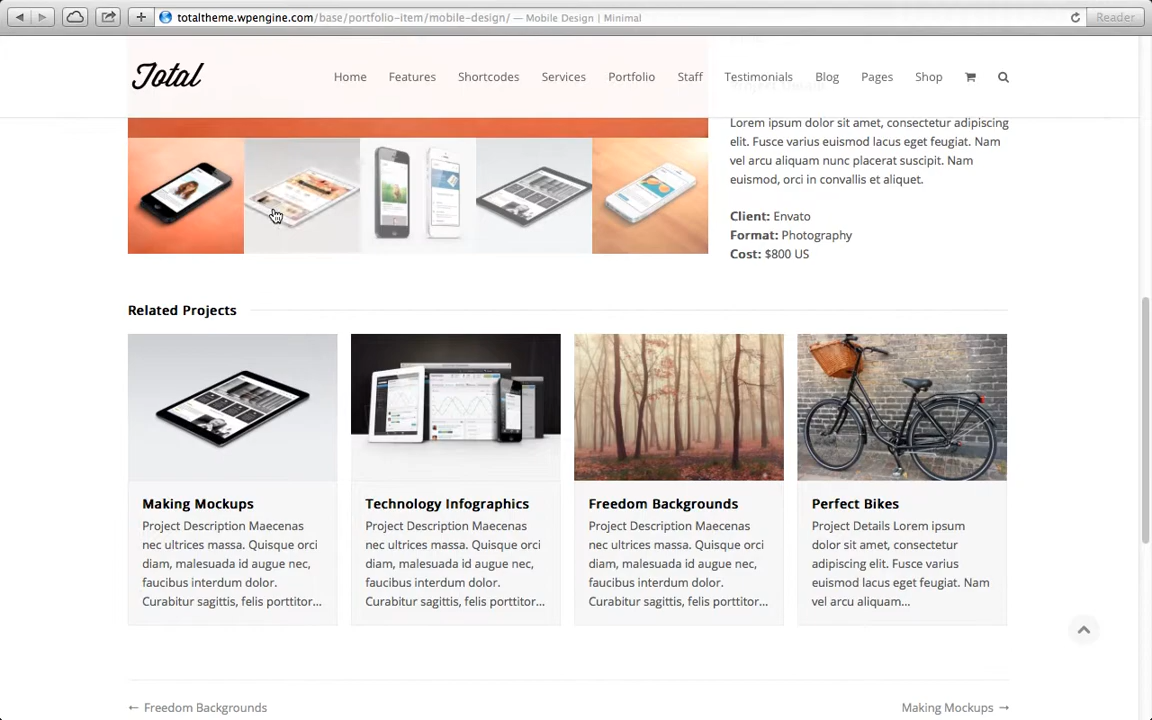 totaltheme.wpengine.com/base/portfolio-item/mobile-design/ — Mobile Design | Minimal
Reader
Total
Home Features Shortcodes Services Portfolio Staff Testimonials Blog Pages Shop
Lorem ipsum dolor sit amet, consectetur adipiscing
elit. Fusce varius euismod lacus eget feugiat. Nam
vel arcu aliquam nunc placerat suscipit. Nam
euismod, orci in convallis et aliquet.
Client: Envato
Format: Photography
Cost: $800 US
Related Projects
Making Mockups
Project Description Maecenas
nec ultrices massa. Quisque orci
diam, malesuada id augue nec,
faucibus interdum dolor.
Curabitur sagittis, felis porttitor...
Technology Infographics
Project Description Maecenas
nec ultrices massa. Quisque orci
diam, malesuada id augue nec,
faucibus interdum dolor.
Curabitur sagittis, felis porttitor...
Freedom Backgrounds
Project Description Maecenas
nec ultrices massa. Quisque orci
diam, malesuada id augue nec,
faucibus interdum dolor.
Curabitur sagittis, felis porttitor...
Perfect Bikes
Project Details Lorem ipsum
dolor sit amet, consectetur
adipiscing elit. Fusce varius
euismod lacus eget feugiat. Nam
vel arcu aliquam...
← Freedom Backgrounds
Making Mockups →